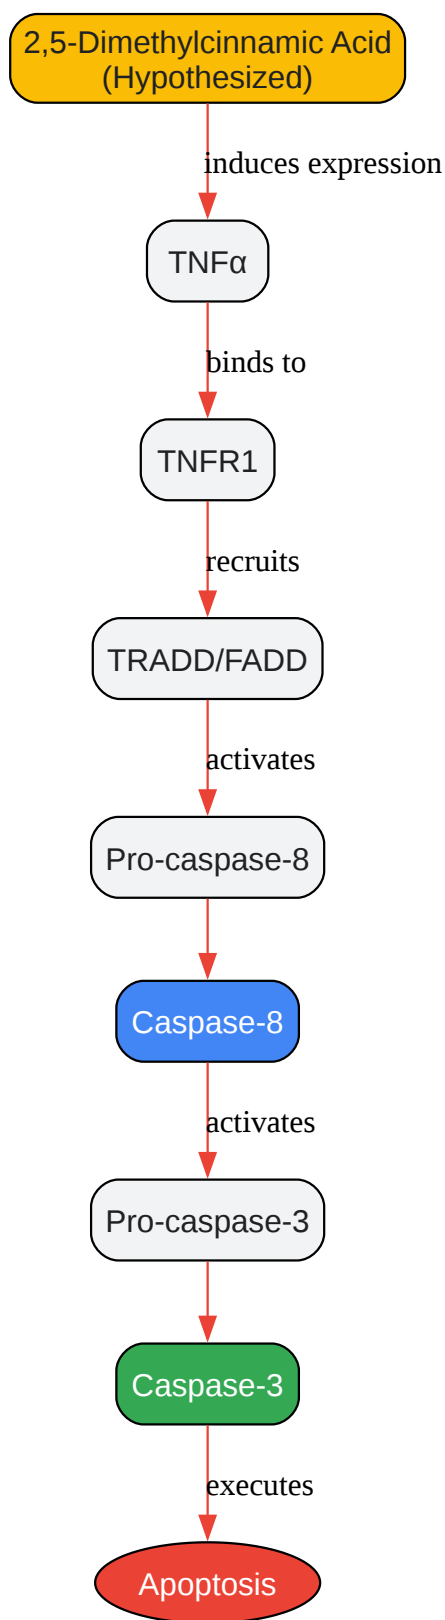 2,5-Dimethylcinnamic Acid
(Hypothesized)
induces expression
TNFα
binds to
TNFR1
recruits
TRADD/FADD
activates
Pro-caspase-8
Caspase-8
activates
Pro-caspase-3
Caspase-3
executes
Apoptosis